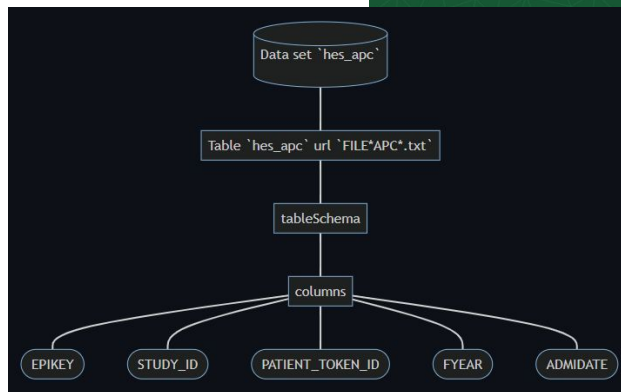 Data set `hes_apc`
Table `hes_apc` url `FILE*APC*.txt`
tableSchema
columns
EPIKEY
STUDY_ID
PATIENT_TOKEN_ID
FYEAR
ADMIDATE